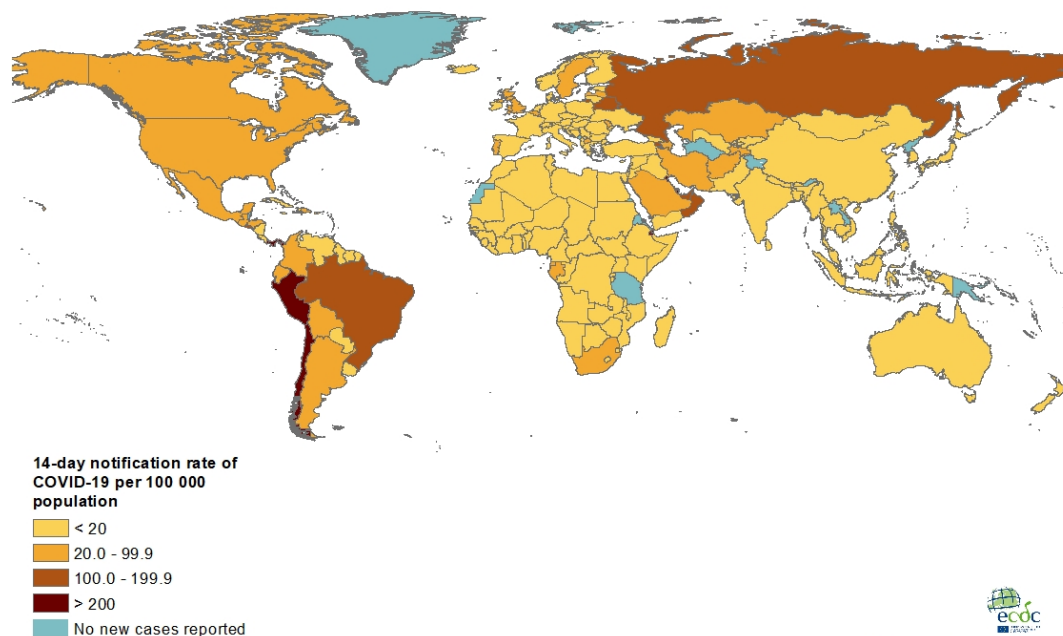 14-day notification rate of
COVID-19 per 100 000
population
< 20
20.0 - 99.9
100.0 - 199.9
> 200
No new cases reported
ecdc